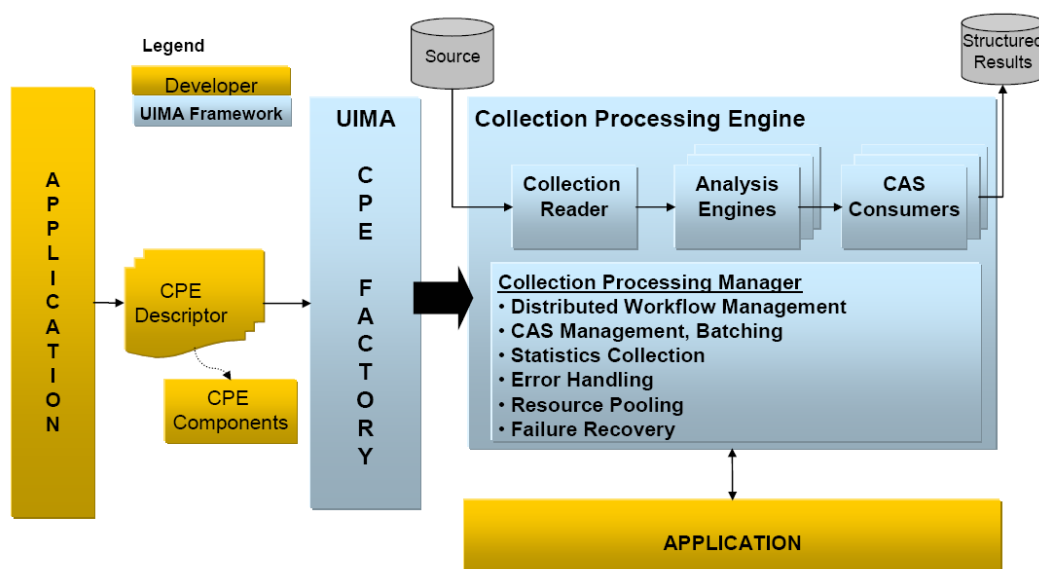 Legend
Developer
UIMA Framework
Source
Structured
Results
APPLICATION
CPE
Descriptor
CPE
Components
UIMA
CPE
FACTORY
Collection Processing Engine
Collection
Reader
Analysis
Engines
CAS
Consumers
Collection Processing Manager
• Distributed Workflow Management
• CAS Management, Batching
• Statistics Collection
• Error Handling
• Resource Pooling
• Failure Recovery
APPLICATION